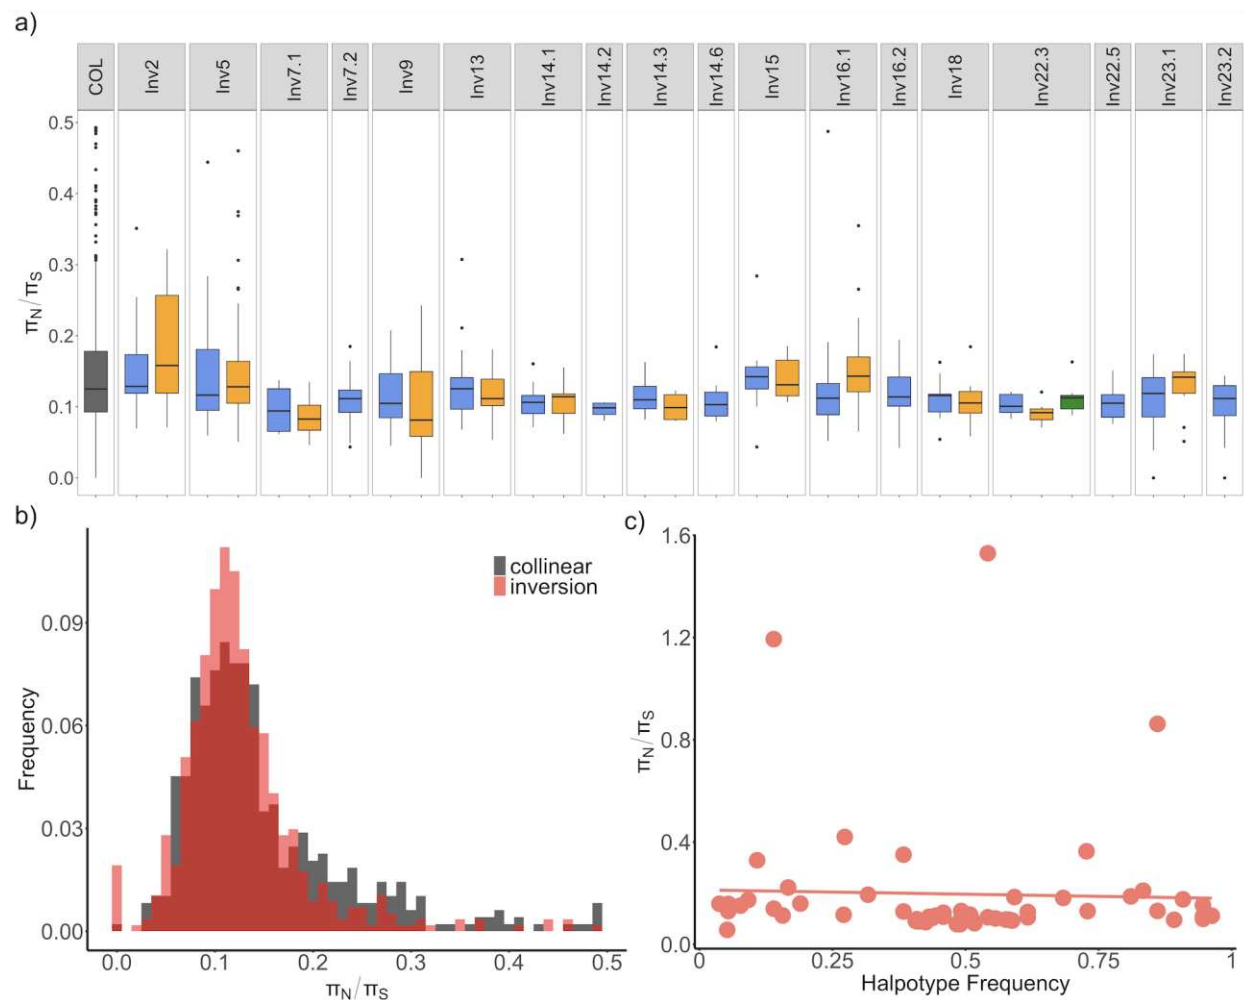 a)
COL Inv2 Inv5 Inv7.1 Inv7.2 Inv9 Inv13 Inv14.1 Inv14.2 Inv14.3 Inv14.6 Inv15 Inv16.1 Inv16.2 Inv18 Inv22.3 Inv22.5 Inv23.1 Inv23.2
0.5
0.4
0.3
0.2
0.1
0.0
πN/πS
b)
collinear
inversion
0.09
0.06
0.03
0.00
Frequency
0.0 0.1 0.2 0.3 0.4 0.5
πN/πS
c)
1.6
1.2
0.8
0.4
0.0
πN/πS
0 0.25 0.5 0.75 1
Halpotype Frequency